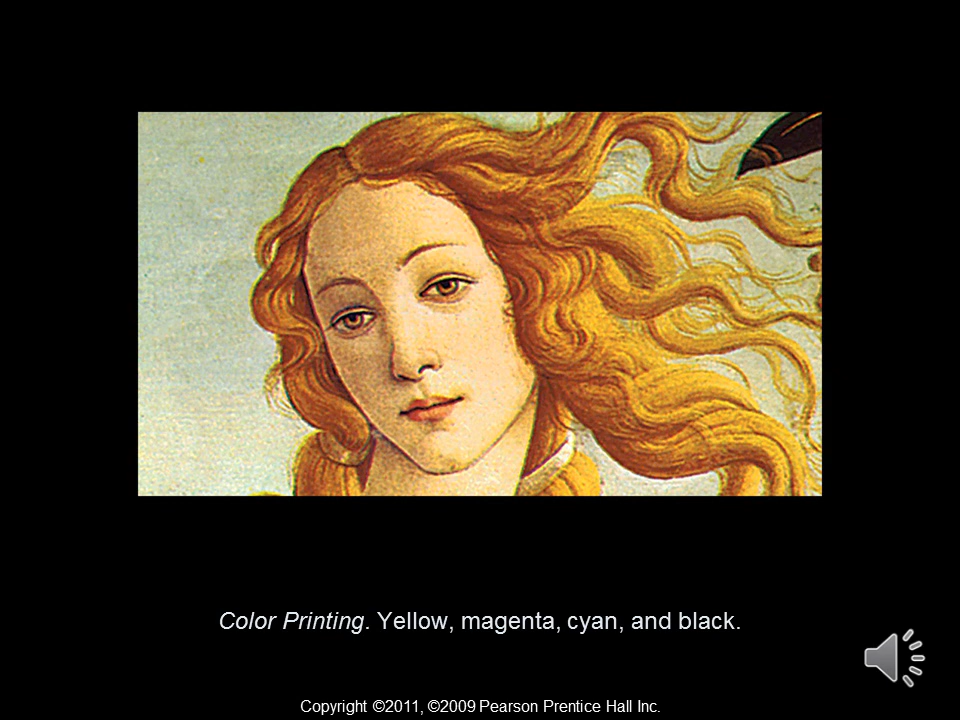 Color Printing. Yellow, magenta, cyan, and black.
Copyright ©2011, ©2009 Pearson Prentice Hall Inc.